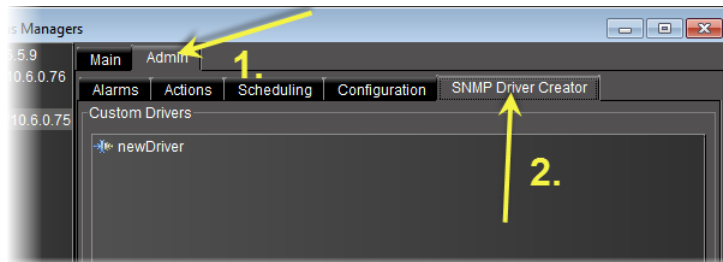 Managers
5.9
Main Admin
1.
10.6.0.76
Alarms Actions Scheduling Configuration SNMP Driver Creator
10.6.0.75
Custom Drivers
newDriver
2.